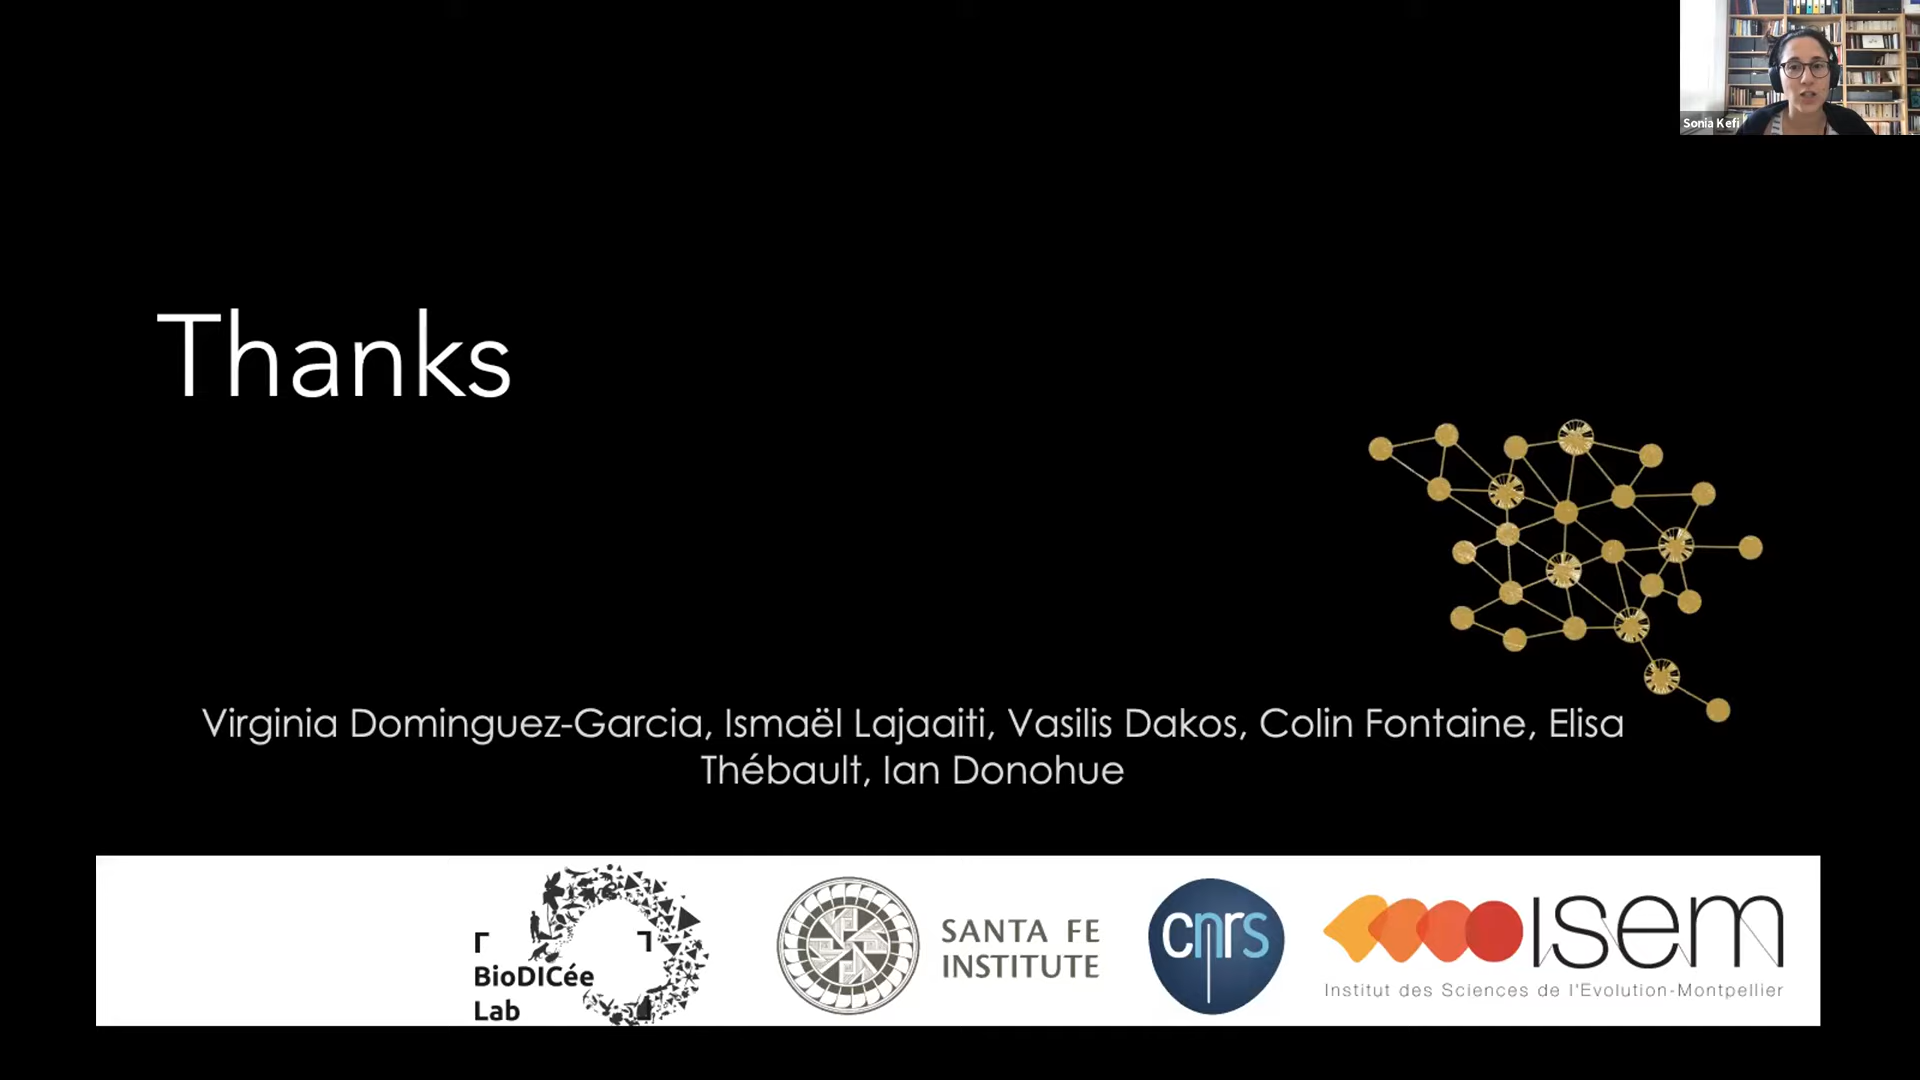 Sonia Kefi
Thanks
Virginia Dominguez-Garcia, Ismaël Lajaaiti, Vasilis Dakos, Colin Fontaine, Elisa
Thébault, Ian Donohue
BioDICée
Lab
SANTA FE
INSTITUTE
cnrs
isem
Institut des Sciences de l'Evolution-Montpellier